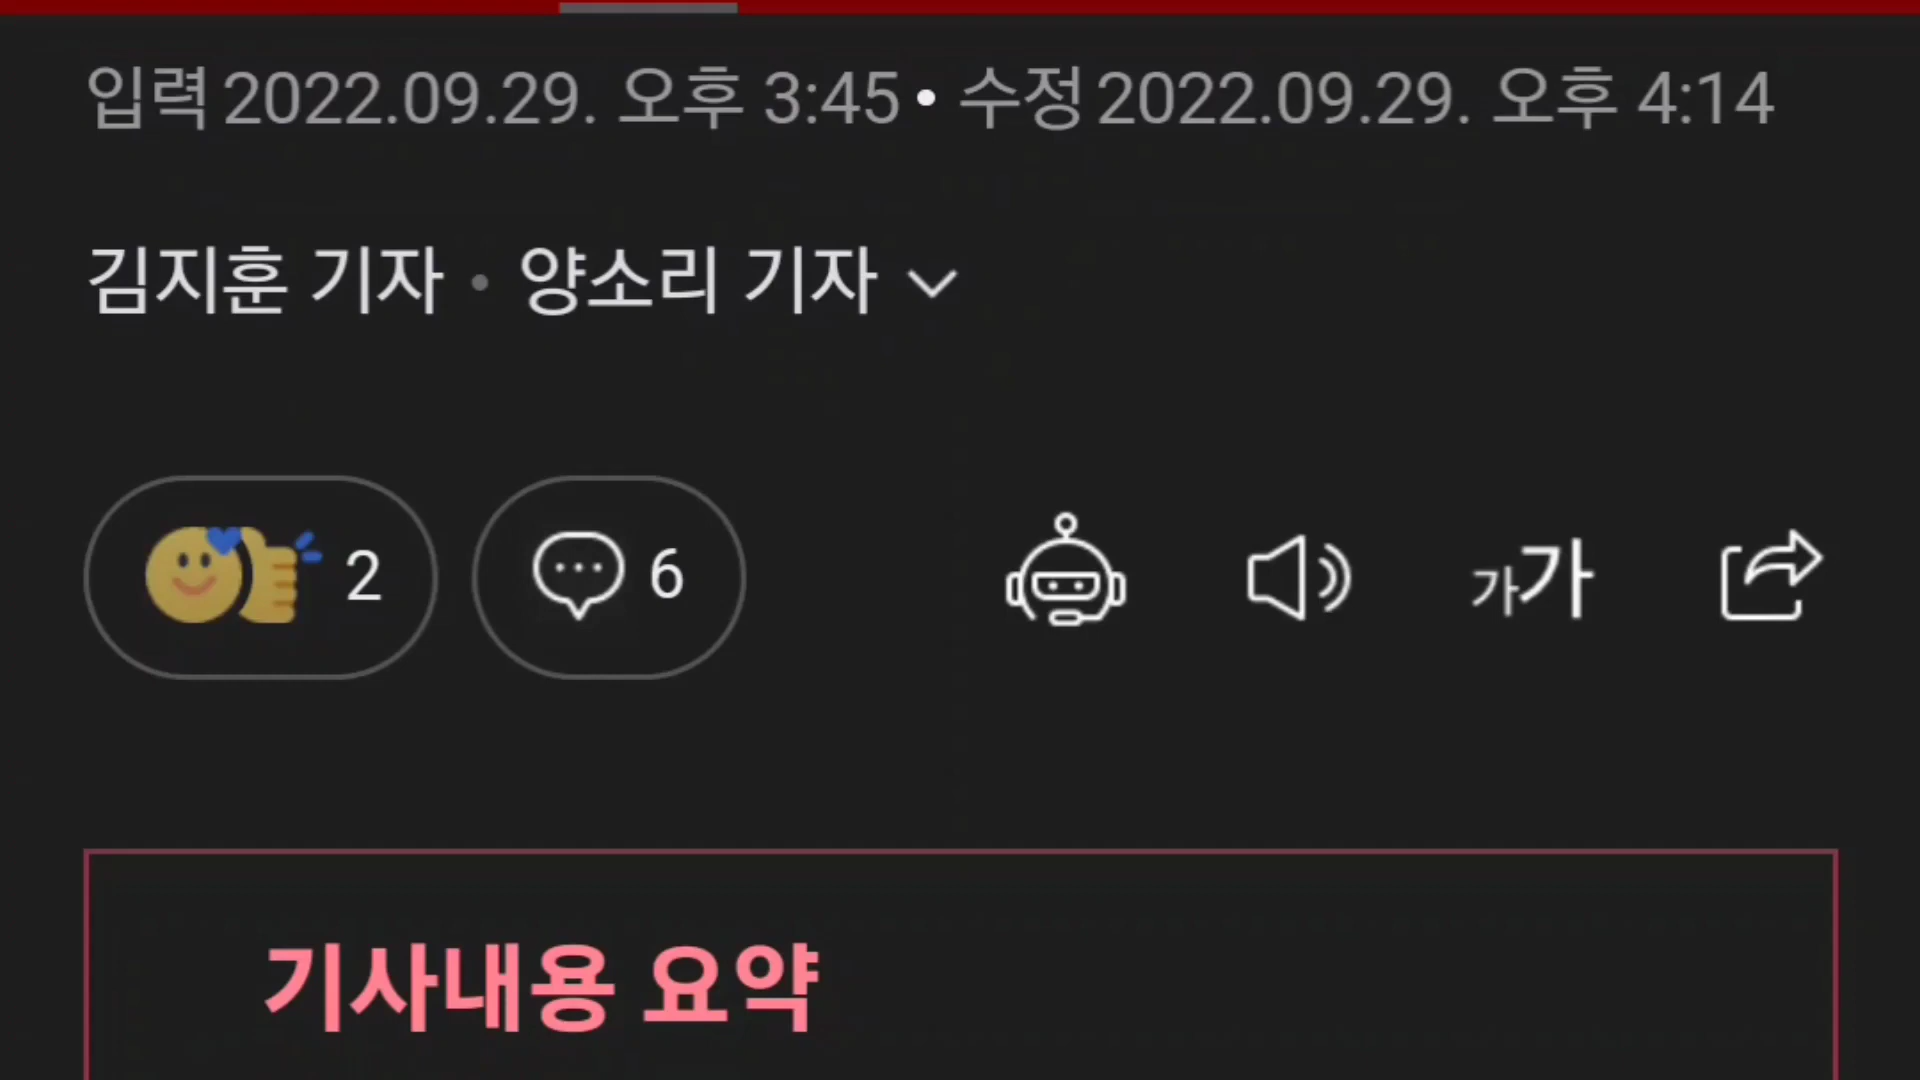 입력 2022.09.29. 오후 3:45 • 수정 2022.09.29. 오후 4:14
김지훈 기자 · 양소리 기자
2 6 가가
기사내용 요약